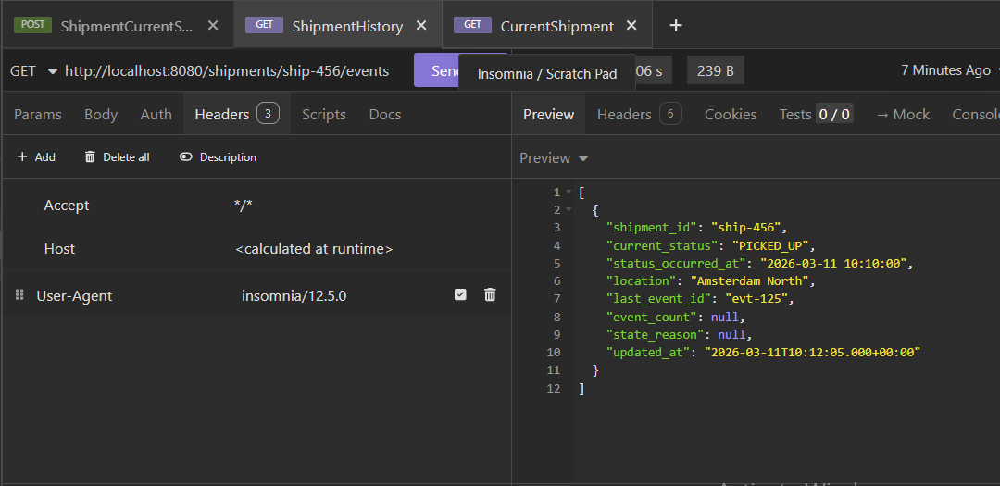 POST ShipmentCurrentS... GET ShipmentHistory GET CurrentShipment
GET http://localhost:8080/shipments/ship-456/events
Insomnia / Scratch Pad
06 s 239 B 7 Minutes Ago
Params Body Auth Headers 3 Scripts Docs
Add Delete all Description
Accept */*
Host <calculated at runtime>
User-Agent insomnia/12.5.0
Preview Headers 6 Cookies Tests 0 / 0 → Mock
Preview
1 [
2 {
3 "shipment_id": "ship-456",
4 "current_status": "PICKED_UP",
5 "status_occurred_at": "2026-03-11 10:10:00",
6 "location": "Amsterdam North",
7 "last_event_id": "evt-125",
8 "event_count": null,
9 "state_reason": null,
10 "updated_at": "2026-03-11T10:12:05.000+00:00"
11 }
12 ]